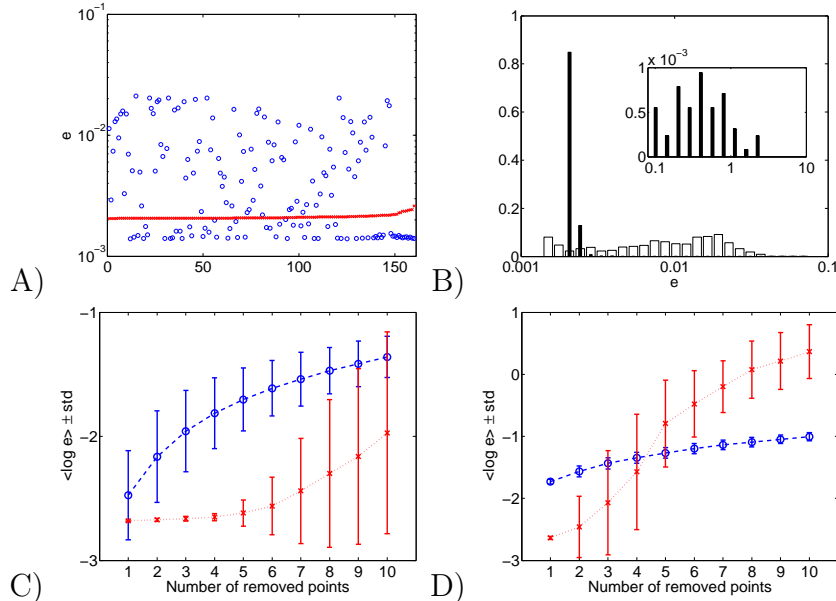 10⁻¹
10⁻²
10⁻³
e
0
50
100
150
A)
1
0.8
0.6
0.4
0.2
0
0.001
0.01
0.1
e
B)
1
x 10⁻³
0.5
0
0.1
1
10
−1
−2
−3
<log e> ± std
1 2 3 4 5 6 7 8 9 10
Number of removed points
C)
1
0
−1
−2
−3
<log e> ± std
1 2 3 4 5 6 7 8 9 10
Number of removed points
D)